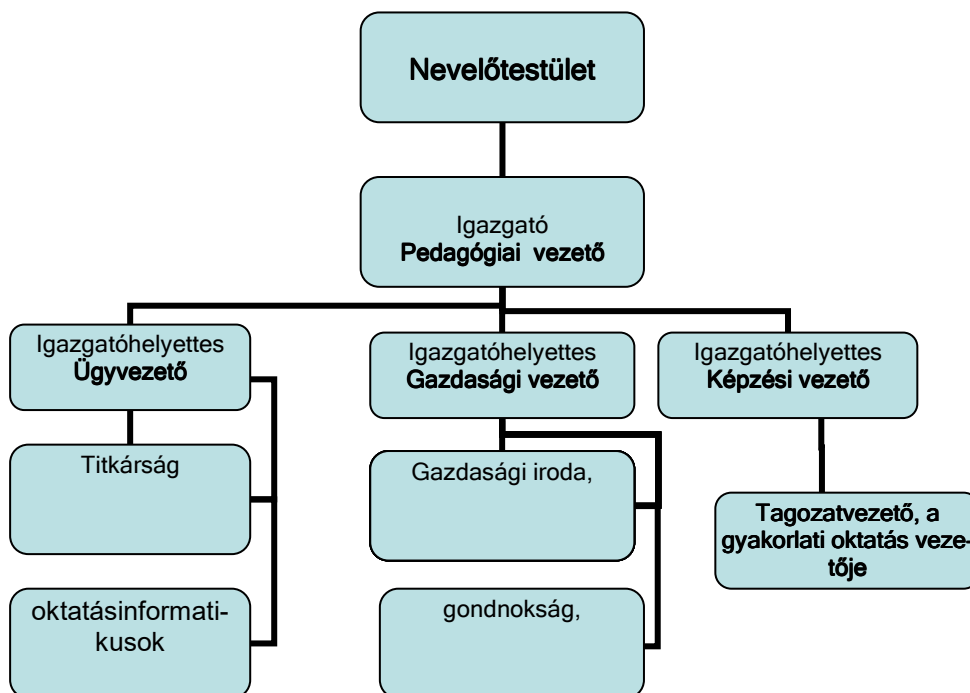 Nevelőtestület
Igazgató
Pedagógiai vezető
Igazgatóhelyettes
Ügyvezető
Igazgatóhelyettes
Gazdasági vezető
Igazgatóhelyettes
Képzési vezető
Titkárság
Gazdasági iroda,
Tagozatvezető, a
gyakorlati oktatás veze-
tője
oktatásinformati-
kusok
gondnokság,